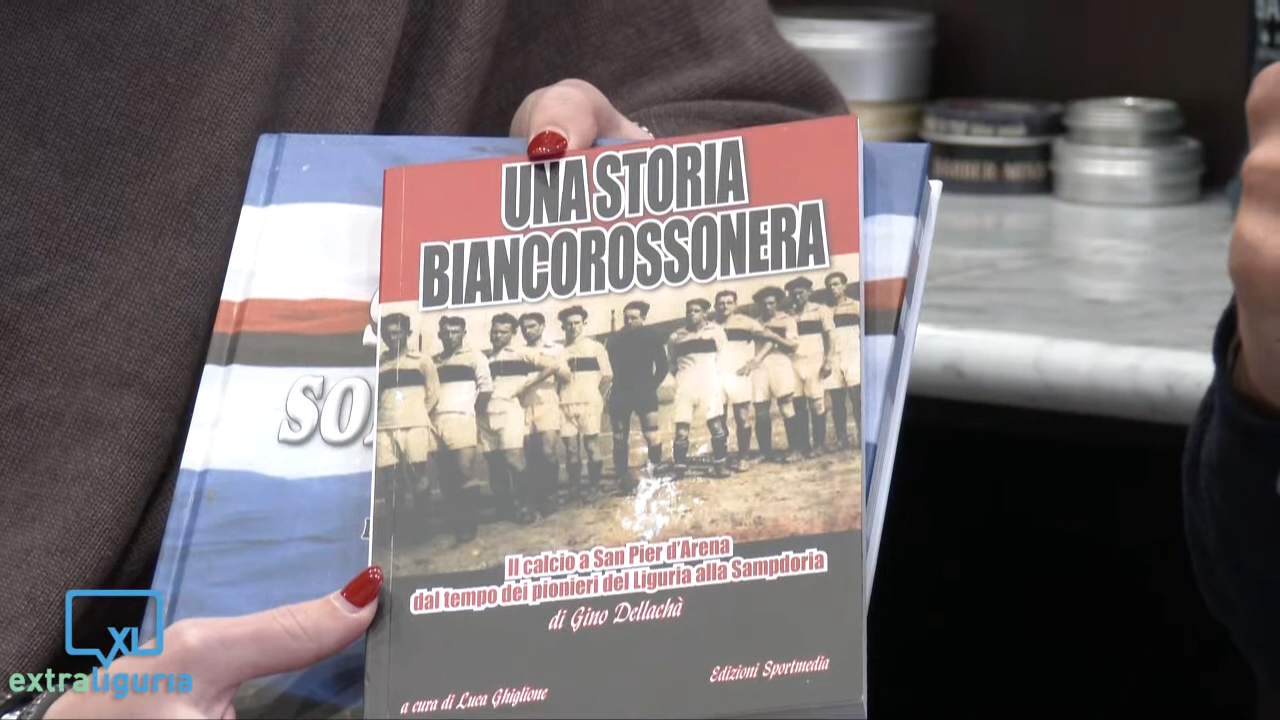 UNA STORIA
BIANCOROSSONERA
Il calcio a San Pier d'Arena
dal tempo dei pionieri del Liguria alla Sampdoria
di Gino Dellachà
Edizioni Sportmedia
a cura di Luca Ghiglione
SO
XL
extraliguria